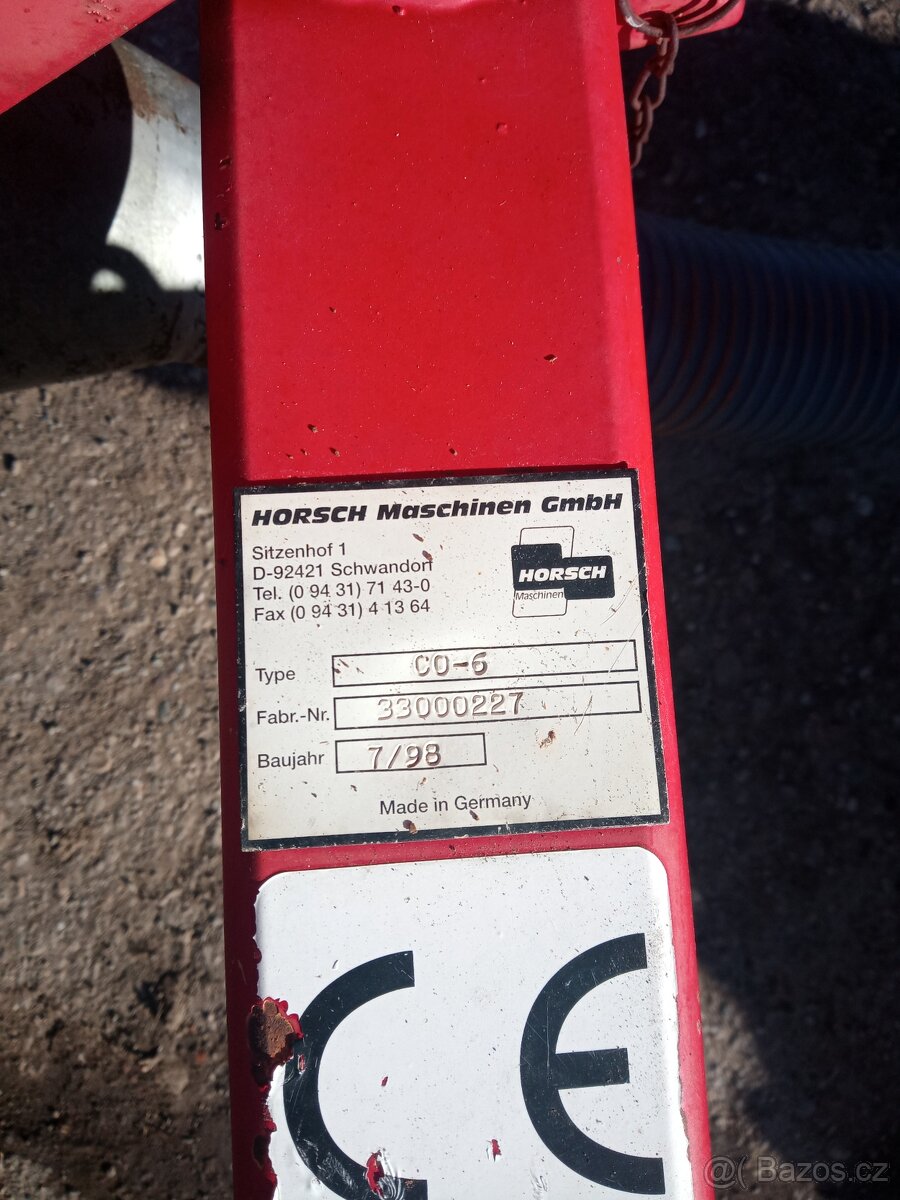 HORSCH Maschinen GmbH
Sitzenhof 1
D-92421 Schwandorf
Tel. (0 94 31) 71 43-0
Fax (0 94 31) 4 13 64
HORSCH
Maschinen
Type CO-6
Fabr.-Nr. 33000227
Baujahr 7/98
Made in Germany
CE
@( Bazos.cz